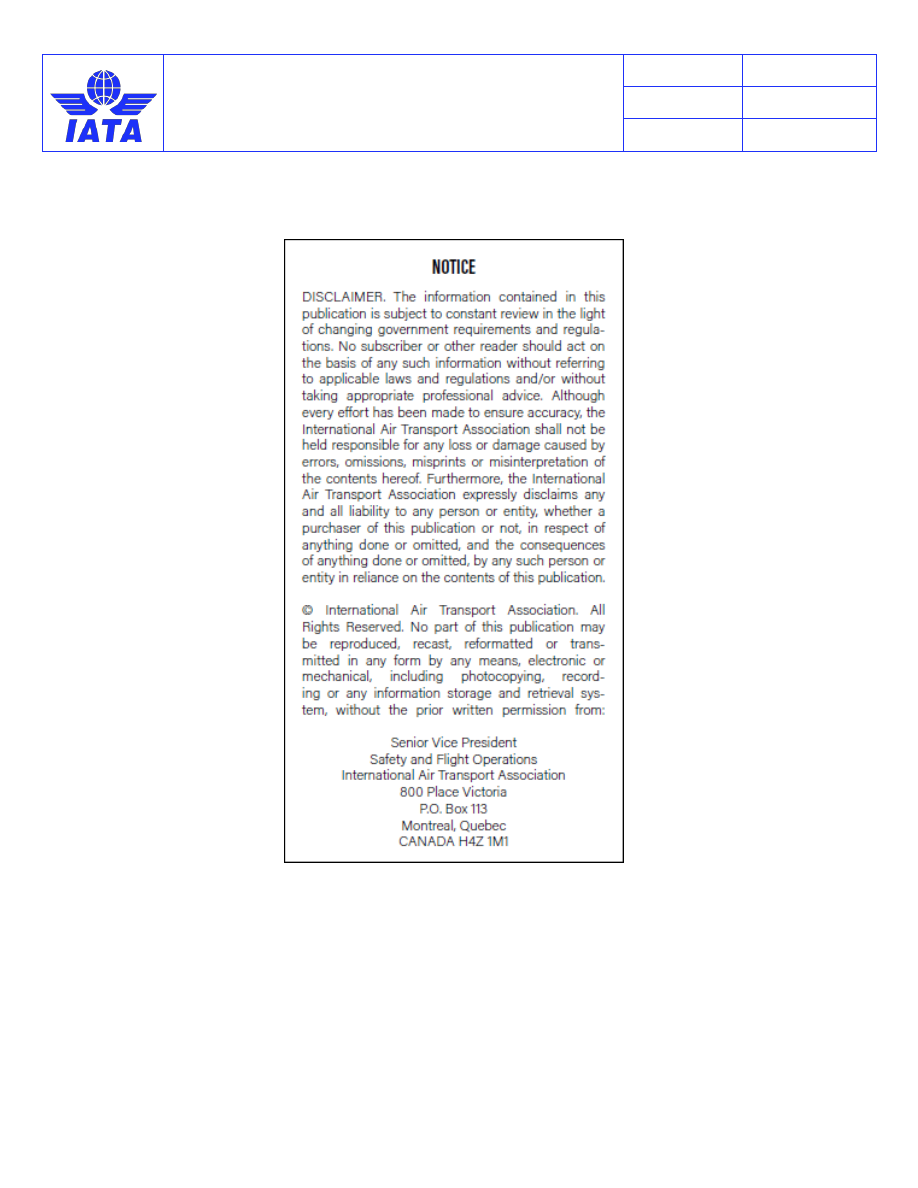 IATA
NOTICE
DISCLAIMER. The information contained in this
publication is subject to constant review in the light
of changing government requirements and regula-
tions. No subscriber or other reader should act on
the basis of any such information without referring
to applicable laws and regulations and/or without
taking appropriate professional advice. Although
every effort has been made to ensure accuracy, the
International Air Transport Association shall not be
held responsible for any loss or damage caused by
errors, omissions, misprints or misinterpretation of
the contents hereof. Furthermore, the International
Air Transport Association expressly disclaims any
and all liability to any person or entity, whether a
purchaser of this publication or not, in respect of
anything done or omitted, and the consequences
of anything done or omitted, by any such person or
entity in reliance on the contents of this publication.
© International Air Transport Association. All
Rights Reserved. No part of this publication may
be reproduced, recast, reformatted or trans-
mitted in any form by any means, electronic or
mechanical, including photocopying, record-
ing or any information storage and retrieval sys-
tem, without the prior written permission from:
Senior Vice President
Safety and Flight Operations
International Air Transport Association
800 Place Victoria
P.O. Box 113
Montreal, Quebec
CANADA H4Z 1M1